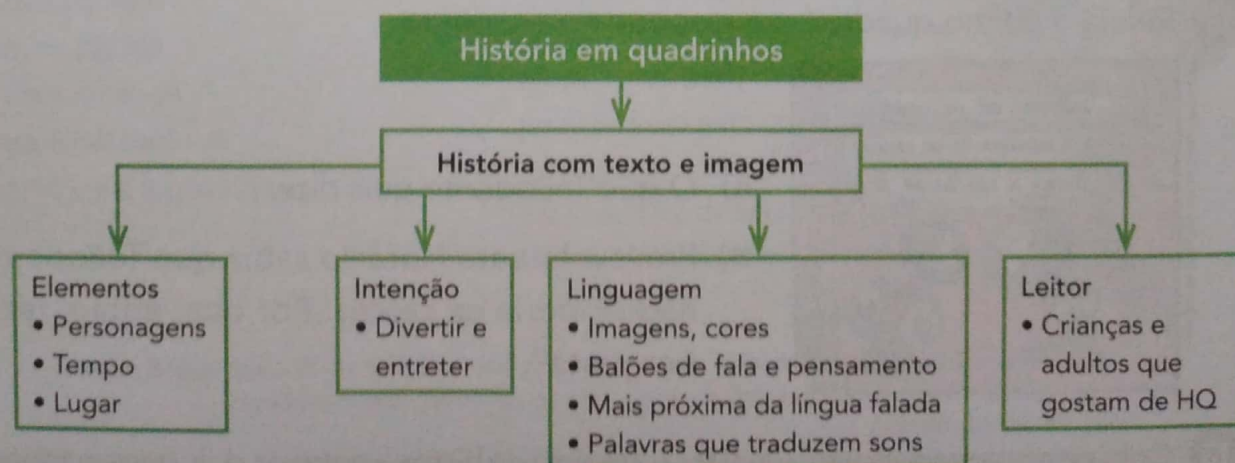 História em quadrinhos
História com texto e imagem
Elementos
• Personagens
• Tempo
• Lugar
Intenção
• Divertir e
entreter
Linguagem
• Imagens, cores
• Balões de fala e pensamento
• Mais próxima da língua falada
• Palavras que traduzem sons
Leitor
• Crianças e
adultos que
gostam de HQ